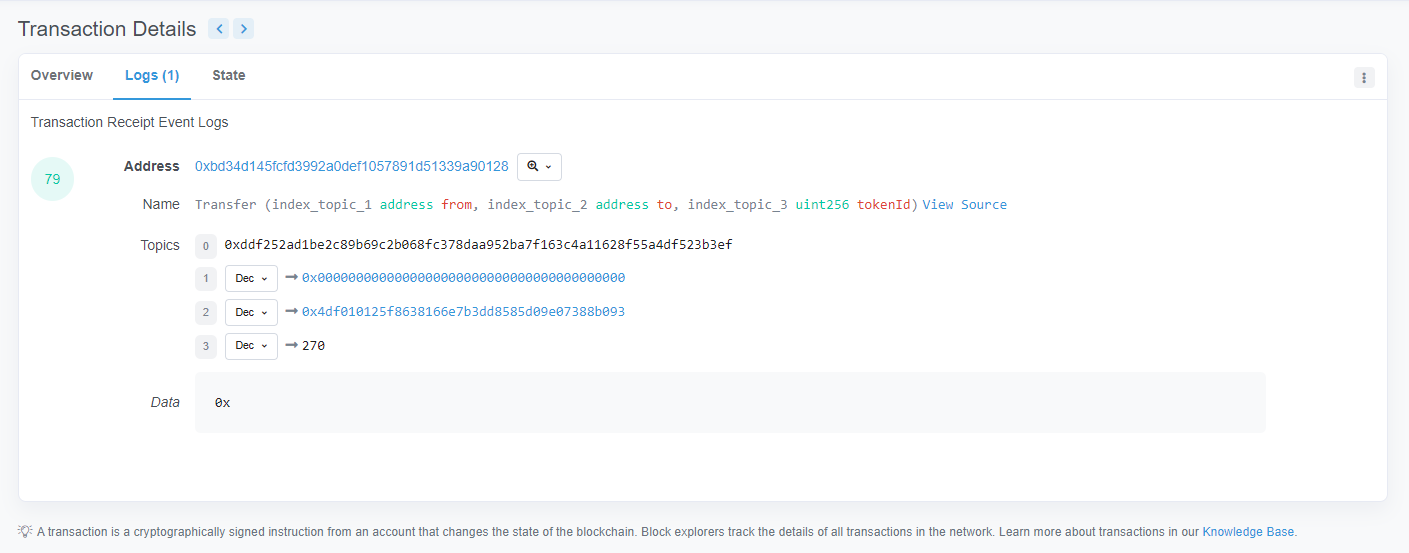 Transaction Details
Overview Logs (1) State
Transaction Receipt Event Logs
79
Address 0xbd34d145fcfd3992a0def1057891d51339a90128
Name Transfer (index_topic_1 address from, index_topic_2 address to, index_topic_3 uint256 tokenId) View Source
Topics 0 0xddf252ad1be2c89b69c2b068fc378daa952ba7f163c4a11628f55a4df523b3ef
1 Dec 0x0000000000000000000000000000000000000000
2 Dec 0x4df010125f8638166e7b3dd8585d09e07388b093
3 Dec 270
Data 0x
A transaction is a cryptographically signed instruction from an account that changes the state of the blockchain. Block explorers track the details of all transactions in the network. Learn more about transactions in our Knowledge Base.